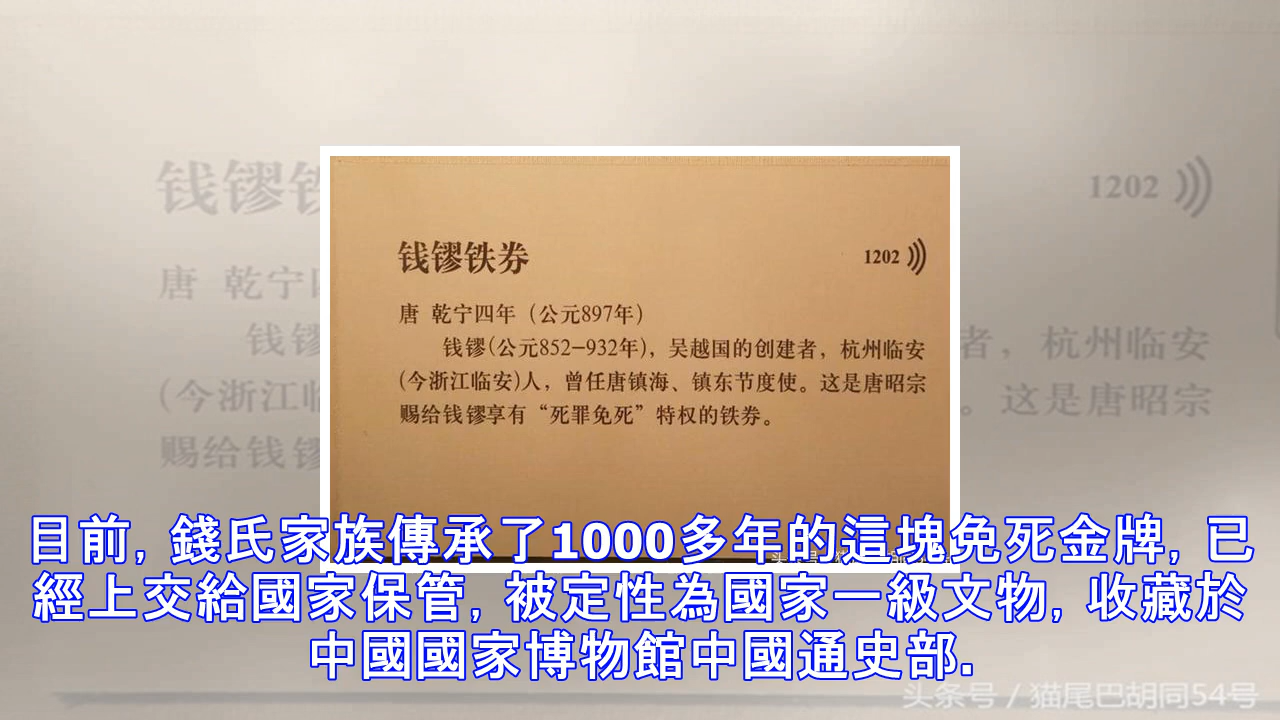 钱镠铁券
1202
唐 乾宁四年（公元897年）
钱镠(公元852-932年)，吴越国的创建者，杭州临安
(今浙江临安)人，曾任唐镇海、镇东节度使。这是唐昭宗
赐给钱镠享有“死罪免死”特权的铁券。
目前, 錢氏家族傳承了1000多年的這塊免死金牌, 已
經上交給國家保管, 被定性為國家一級文物, 收藏於
中國國家博物館中國通史部.
头条号 / 猫尾巴胡同54号